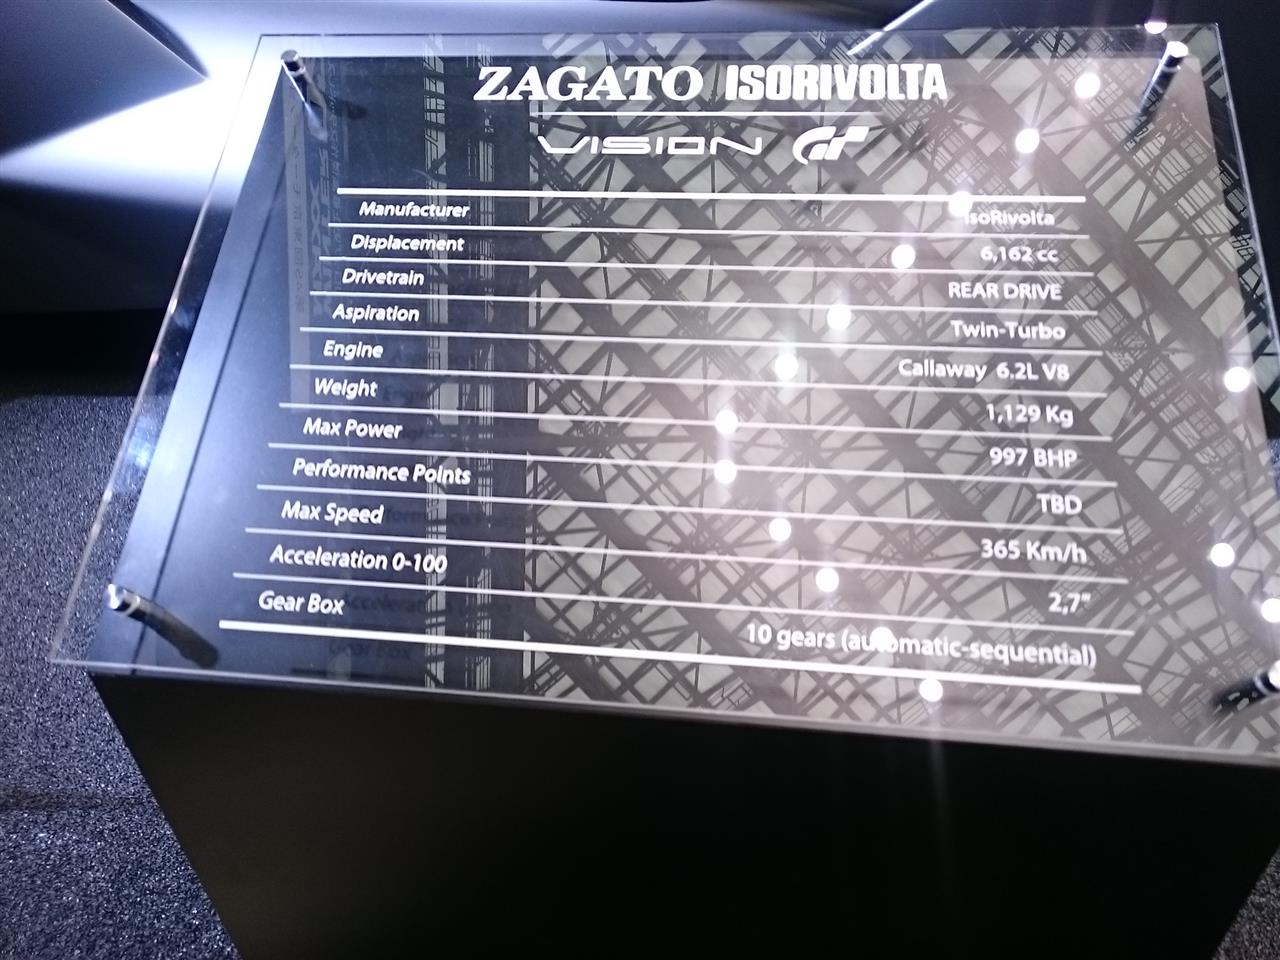 ZAGATO ISORIVOLTA
VISION GT
Manufacturer IsoRivolta
Displacement 6,162 cc
Drivetrain REAR DRIVE
Aspiration Twin-Turbo
Engine Callaway 6.2L V8
Weight 1,129 Kg
Max Power 997 BHP
Performance Points TBD
Max Speed 365 Km/h
Acceleration 0-100 2,7"
Gear Box 10 gears (automatic-sequential)